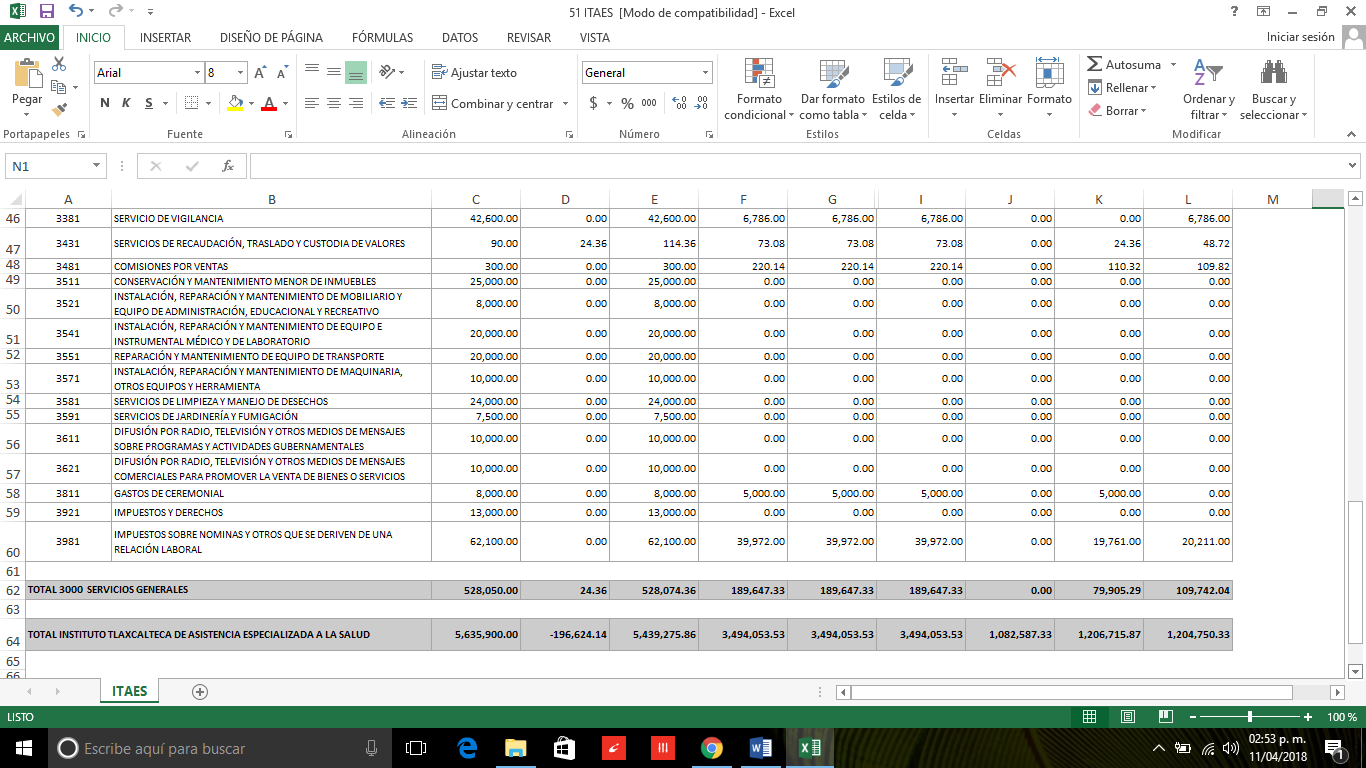 51 ITAES [Modo de compatibilidad] - Excel
ARCHIVO INICIO INSERTAR DISEÑO DE PÁGINA FÓRMULAS DATOS REVISAR VISTA Iniciar sesión
Arial 8 Ajustar texto General Autosuma
Pegar N K S Combinar y centrar $ % 000 Formato condicional Dar formato como tabla Estilos de celda Insertar Eliminar Formato Rellenar Borrar Ordenar y filtrar Buscar y seleccionar
Portapapeles Fuente Alineación Número Estilos Celdas Modificar
N1 fx
A B C D E F G I J K L M
46 3381 SERVICIO DE VIGILANCIA 42,600.00 0.00 42,600.00 6,786.00 6,786.00 6,786.00 0.00 0.00 6,786.00
47 3431 SERVICIOS DE RECAUDACIÓN, TRASLADO Y CUSTODIA DE VALORES 90.00 24.36 114.36 73.08 73.08 73.08 0.00 24.36 48.72
48 3481 COMISIONES POR VENTAS 300.00 0.00 300.00 220.14 220.14 220.14 0.00 110.32 109.82
49 3511 CONSERVACIÓN Y MANTENIMIENTO MENOR DE INMUEBLES 25,000.00 0.00 25,000.00 0.00 0.00 0.00 0.00 0.00 0.00
50 3521 INSTALACIÓN, REPARACIÓN Y MANTENIMIENTO DE MOBILIARIO Y
EQUIPO DE ADMINISTRACIÓN, EDUCACIONAL Y RECREATIVO 8,000.00 0.00 8,000.00 0.00 0.00 0.00 0.00 0.00 0.00
51 3541 INSTALACIÓN, REPARACIÓN Y MANTENIMIENTO DE EQUIPO E
INSTRUMENTAL MÉDICO Y DE LABORATORIO 20,000.00 0.00 20,000.00 0.00 0.00 0.00 0.00 0.00 0.00
52 3551 REPARACIÓN Y MANTENIMIENTO DE EQUIPO DE TRANSPORTE 20,000.00 0.00 20,000.00 0.00 0.00 0.00 0.00 0.00 0.00
53 3571 INSTALACIÓN, REPARACIÓN Y MANTENIMIENTO DE MAQUINARIA,
OTROS EQUIPOS Y HERRAMIENTA 10,000.00 0.00 10,000.00 0.00 0.00 0.00 0.00 0.00 0.00
54 3581 SERVICIOS DE LIMPIEZA Y MANEJO DE DESECHOS 24,000.00 0.00 24,000.00 0.00 0.00 0.00 0.00 0.00 0.00
55 3591 SERVICIOS DE JARDINERÍA Y FUMIGACIÓN 7,500.00 0.00 7,500.00 0.00 0.00 0.00 0.00 0.00 0.00
56 3611 DIFUSIÓN POR RADIO, TELEVISIÓN Y OTROS MEDIOS DE MENSAJES
SOBRE PROGRAMAS Y ACTIVIDADES GUBERNAMENTALES 10,000.00 0.00 10,000.00 0.00 0.00 0.00 0.00 0.00 0.00
57 3621 DIFUSIÓN POR RADIO, TELEVISIÓN Y OTROS MEDIOS DE MENSAJES
COMERCIALES PARA PROMOVER LA VENTA DE BIENES O SERVICIOS 10,000.00 0.00 10,000.00 0.00 0.00 0.00 0.00 0.00 0.00
58 3811 GASTOS DE CEREMONIAL 8,000.00 0.00 8,000.00 5,000.00 5,000.00 5,000.00 0.00 5,000.00 0.00
59 3921 IMPUESTOS Y DERECHOS 13,000.00 0.00 13,000.00 0.00 0.00 0.00 0.00 0.00 0.00
60 3981 IMPUESTOS SOBRE NOMINAS Y OTROS QUE SE DERIVEN DE UNA
RELACIÓN LABORAL 62,100.00 0.00 62,100.00 39,972.00 39,972.00 39,972.00 0.00 19,761.00 20,211.00
61
62 TOTAL 3000 SERVICIOS GENERALES 528,050.00 24.36 528,074.36 189,647.33 189,647.33 189,647.33 0.00 79,905.29 109,742.04
63
64 TOTAL INSTITUTO TLAXCALTECA DE ASISTENCIA ESPECIALIZADA A LA SALUD 5,635,900.00 -196,624.14 5,439,275.86 3,494,053.53 3,494,053.53 3,494,053.53 1,082,587.33 1,206,715.87 1,204,750.33
65
66
ITAES
LISTO 100 %
Escribe aquí para buscar 02:53 p. m.
11/04/2018